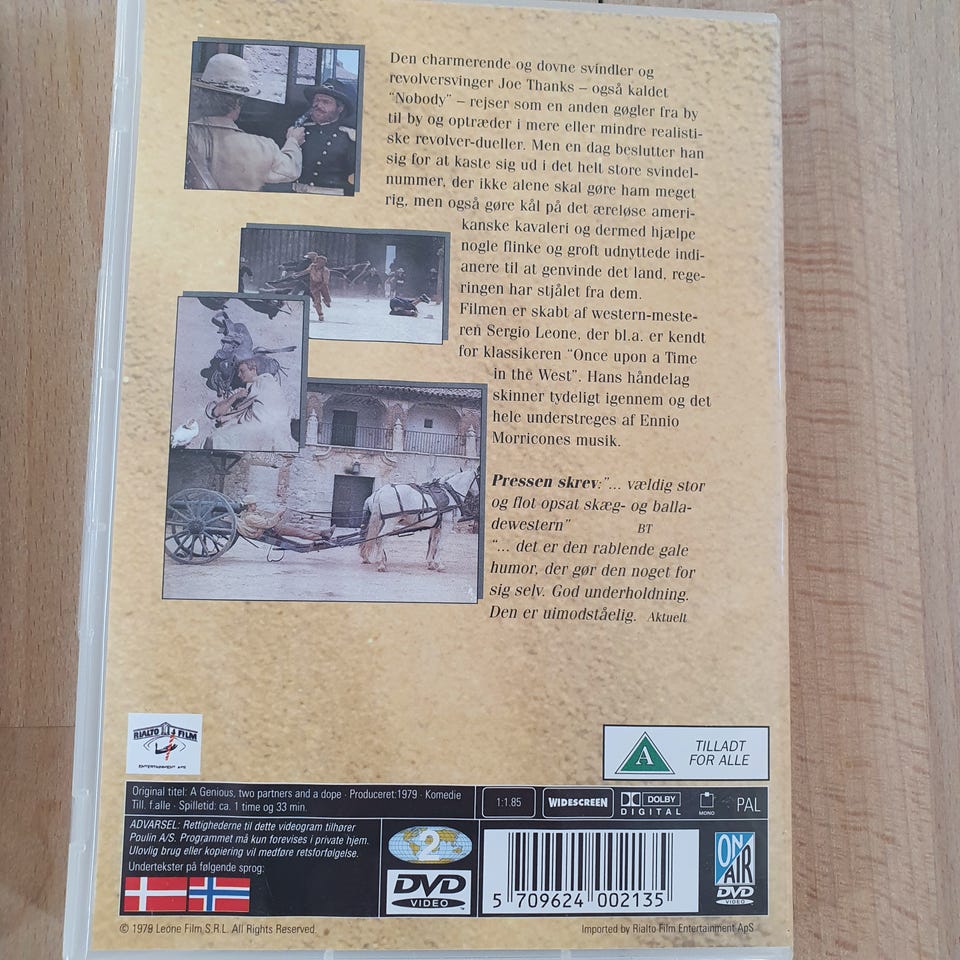 Den charmerende og dovne svindler og
revolversvinger Joe Thanks – også kaldet
"Nobody" – rejser som en anden gøgler fra by
til by og optræder i mere eller mindre realisti-
ske revolver-dueller. Men en dag beslutter han
sig for at kaste sig ud i det helt store svindel-
nummer, der ikke alene skal gøre ham meget
rig, men også gøre kål på det æreløse ameri-
kanske kavaleri og dermed hjælpe
nogle flinke og groft udnyttede indi-
anere til at genvinde det land, rege-
ringen har stjålet fra dem.
Filmen er skabt af western-meste-
ren Sergio Leone, der bl.a. er kendt
for klassikeren "Once upon a Time
in the West". Hans håndelag
skinner tydeligt igennem og det
hele understreges af Ennio
Morricones musik.
Pressen skrev:"... vældig stor
og flot opsat skæg- og balla-
dewestern" BT
"... det er den rablende gale
humor, der gør den noget for
sig selv. God underholdning.
Den er uimodståelig. Aktuelt
RIALTO FILM
ENTERTAINMENT APS
A
TILLADT
FOR ALLE
Original titel: A Genious, two partners and a dope · Produceret:1979 · Komedie
Till. f.alle · Spilletid: ca. 1 time og 33 min.
1:1.85
WIDESCREEN
DOLBY
DIGITAL
MONO
PAL
ADVARSEL: Rettighederne til dette videogram tilhører
Poulin A/S. Programmet må kun forevises i private hjem.
Ulovlig brug eller kopiering vil medføre retsforfølgelse.
Undertekster på følgende sprog:
2
DVD
VIDEO
5 709624 002135
ON
AIR
DVD
VIDEO
© 1979 Leone Film S.R.L. All Rights Reserved.
Imported by Rialto Film Entertainment ApS